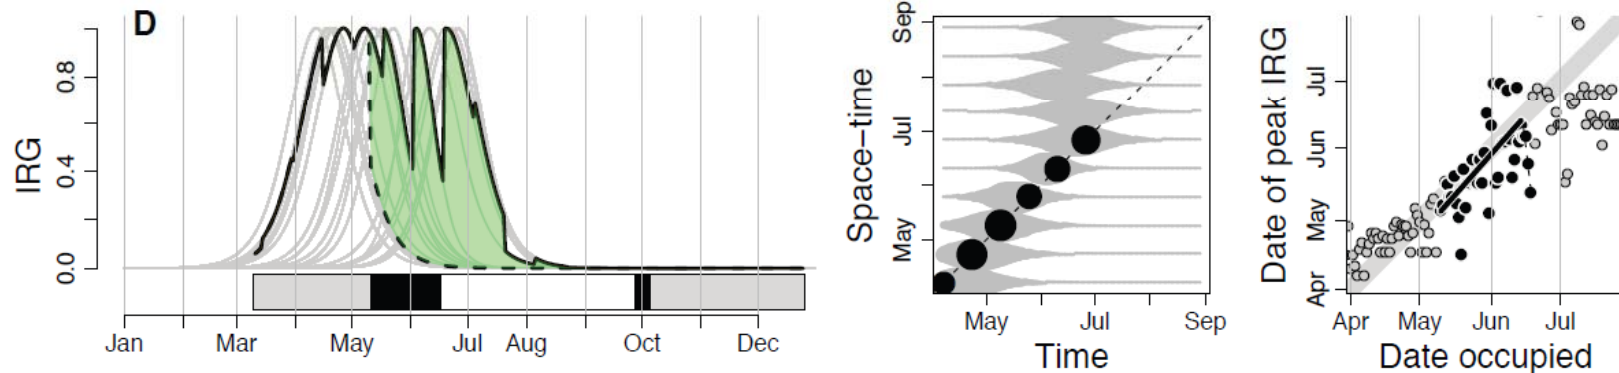 D
IRG
0.8
0.4
0.0
Jan Mar May Jul Aug Oct Dec
Space-time
Sep
Jul
May
May Jul Sep
Time
Date of peak IRG
Jul
Jun
May
Apr
Apr May Jun Jul
Date occupied